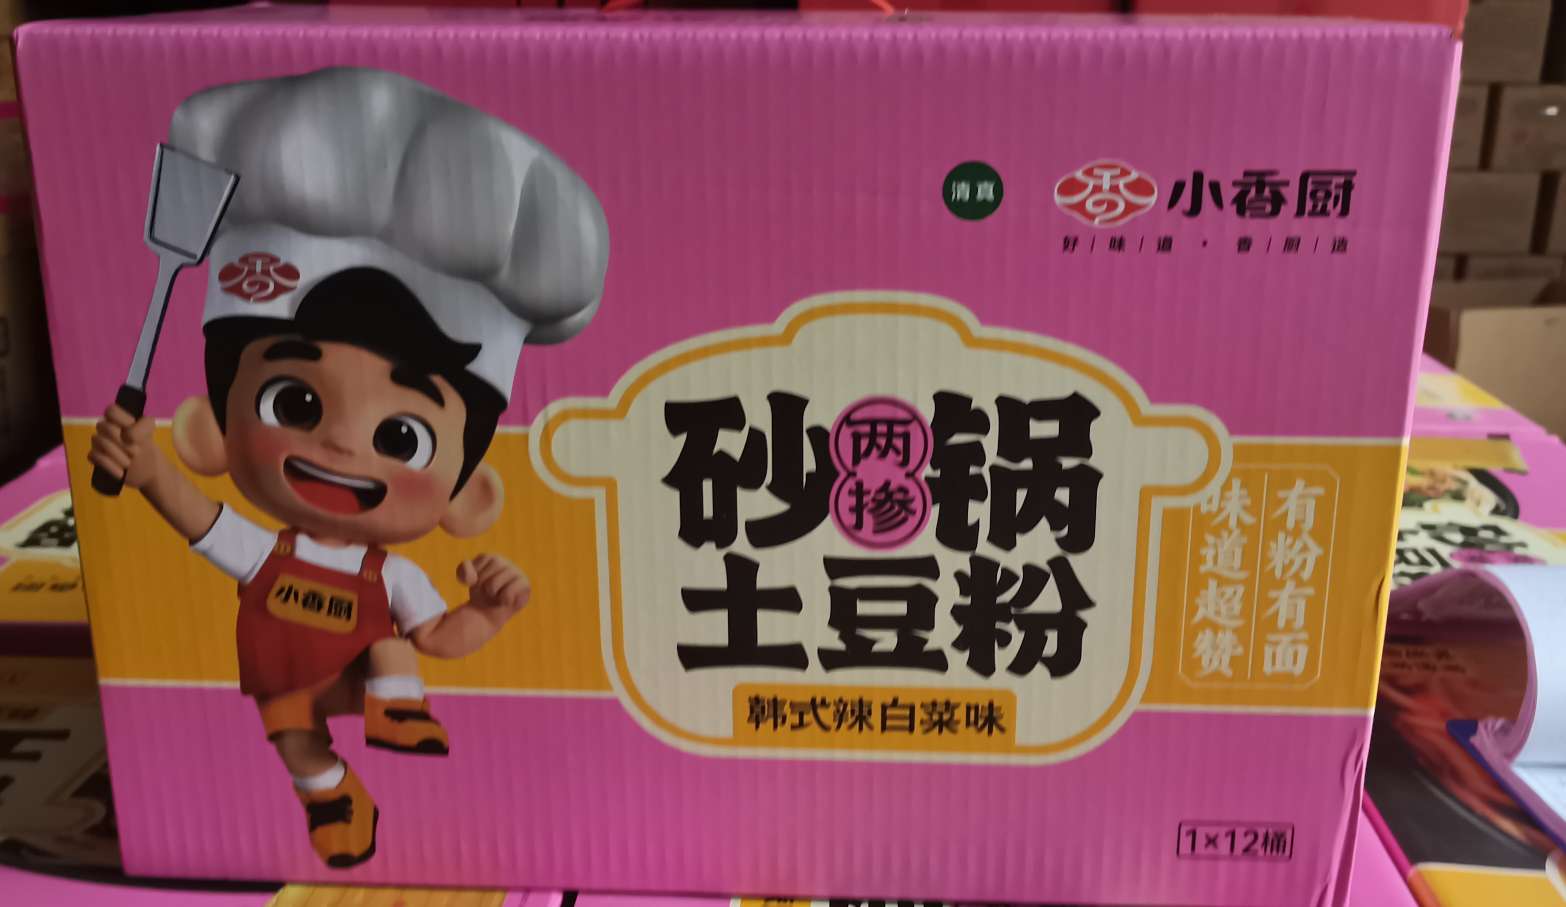 清真
小香厨
好/味/道·香/厨/造
小香厨
砂锅
两掺
土豆粉
韩式辣白菜味
有粉有面
味道超赞
1×12桶